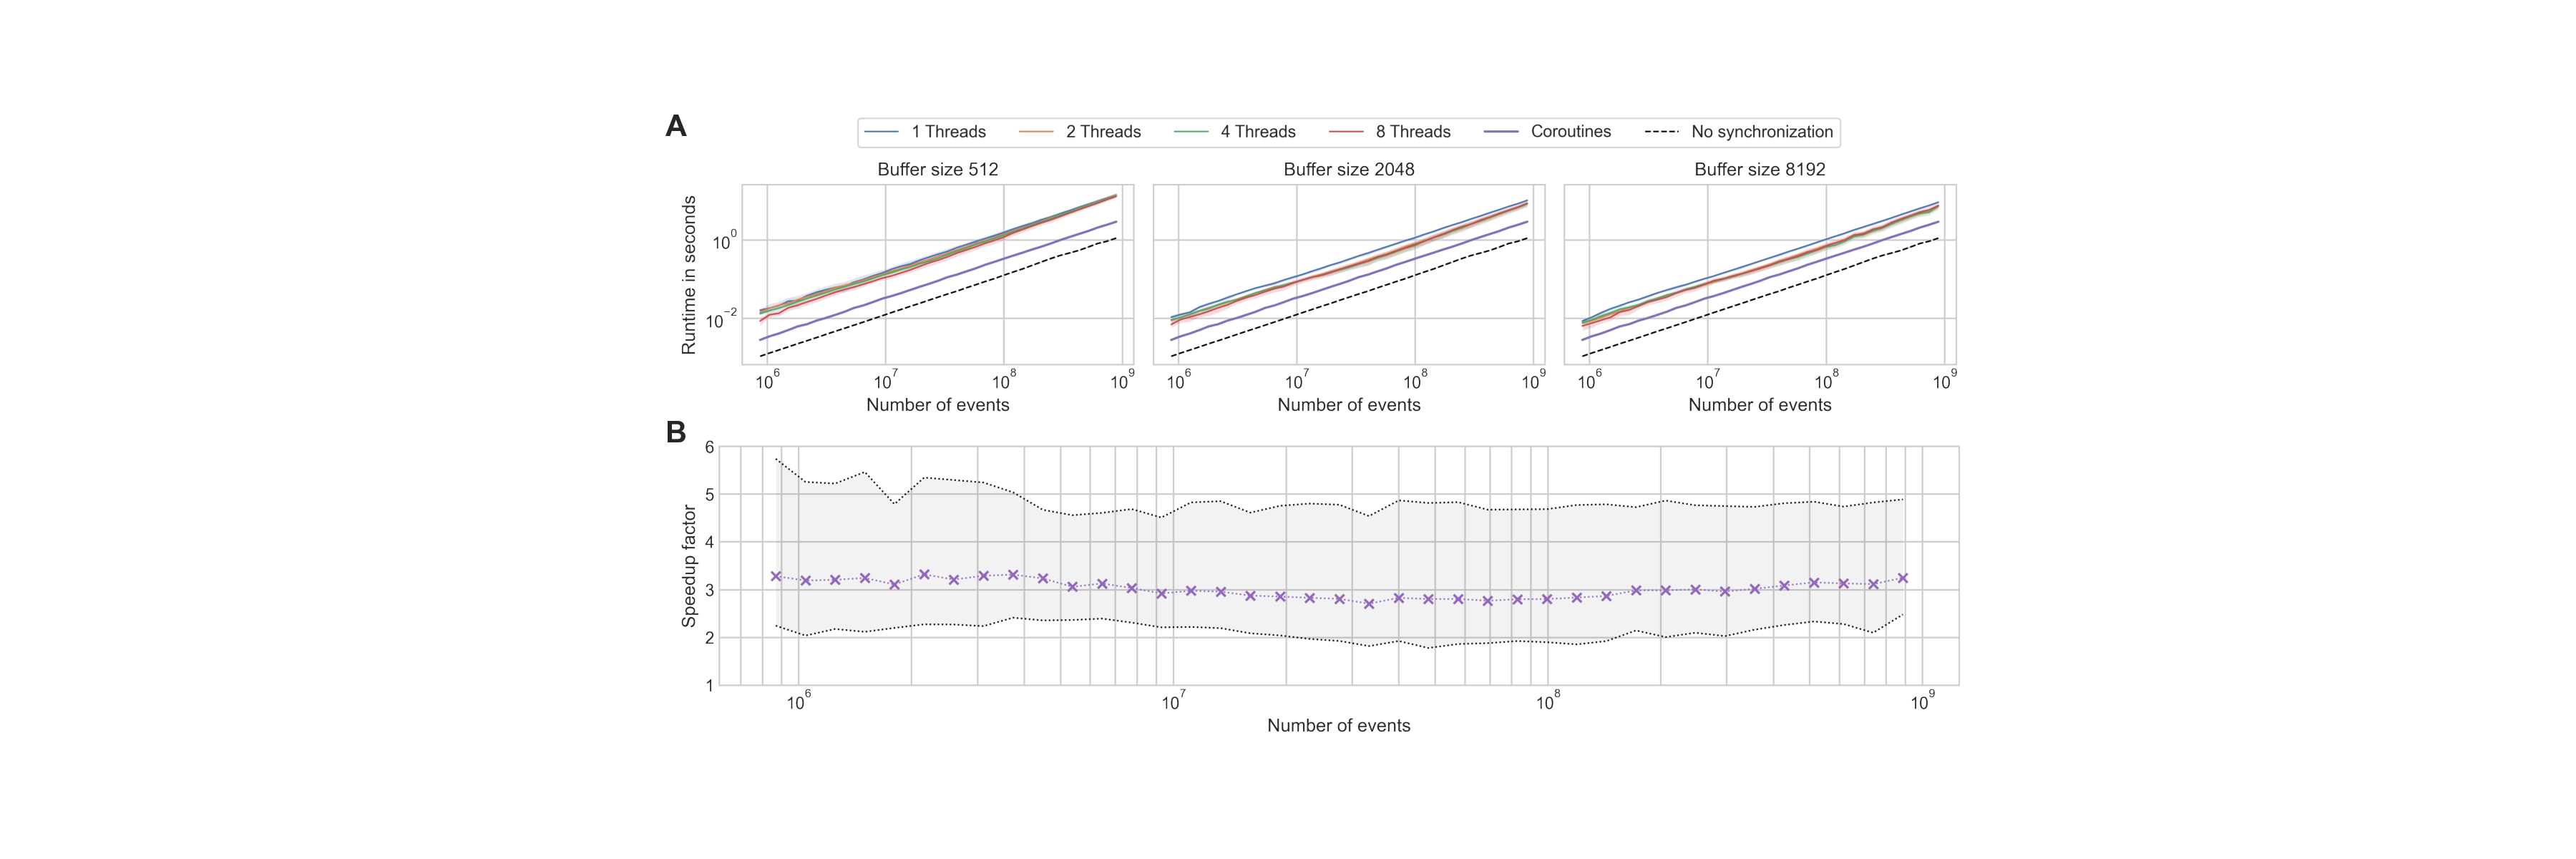 A
1 Threads 2 Threads 4 Threads 8 Threads Coroutines No synchronization
Buffer size 512 Buffer size 2048 Buffer size 8192
Runtime in seconds
10^0
10^-2
10^6 10^7 10^8 10^9 10^6 10^7 10^8 10^9 10^6 10^7 10^8 10^9
Number of events Number of events Number of events
B
Speedup factor
6
5
4
3
2
1
10^6 10^7 10^8 10^9
Number of events